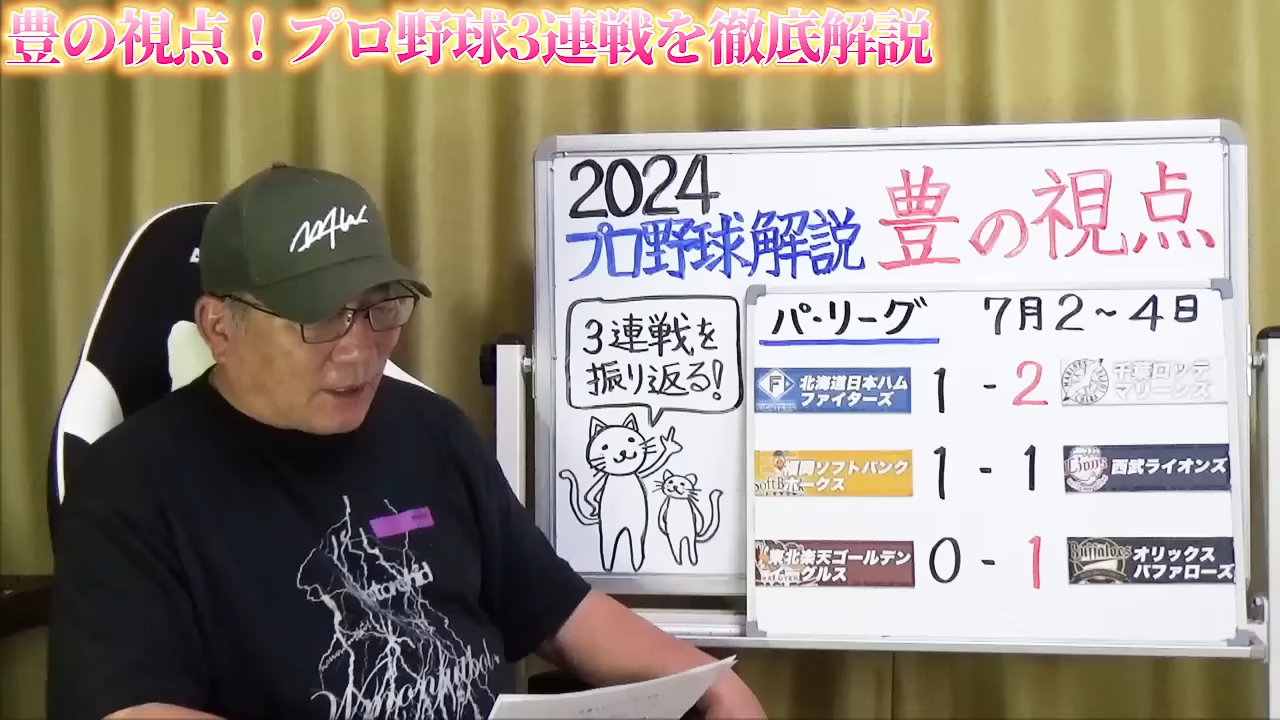 豊の視点！プロ野球3連戦を徹底解説
2024
プロ野球解説 豊の視点
3連戦を
振り返る!
パ・リーグ 7月2~4日
北海道日本ハム
ファイターズ
FIGHTERS
1 - 2
千葉ロッテ
マリーンズ
福岡ソフトバンク
ホークス
1 - 1
Lions
西武ライオンズ
東北楽天ゴールデン
イーグルス
0 - 1
Buffaloes
オリックス
バファローズ